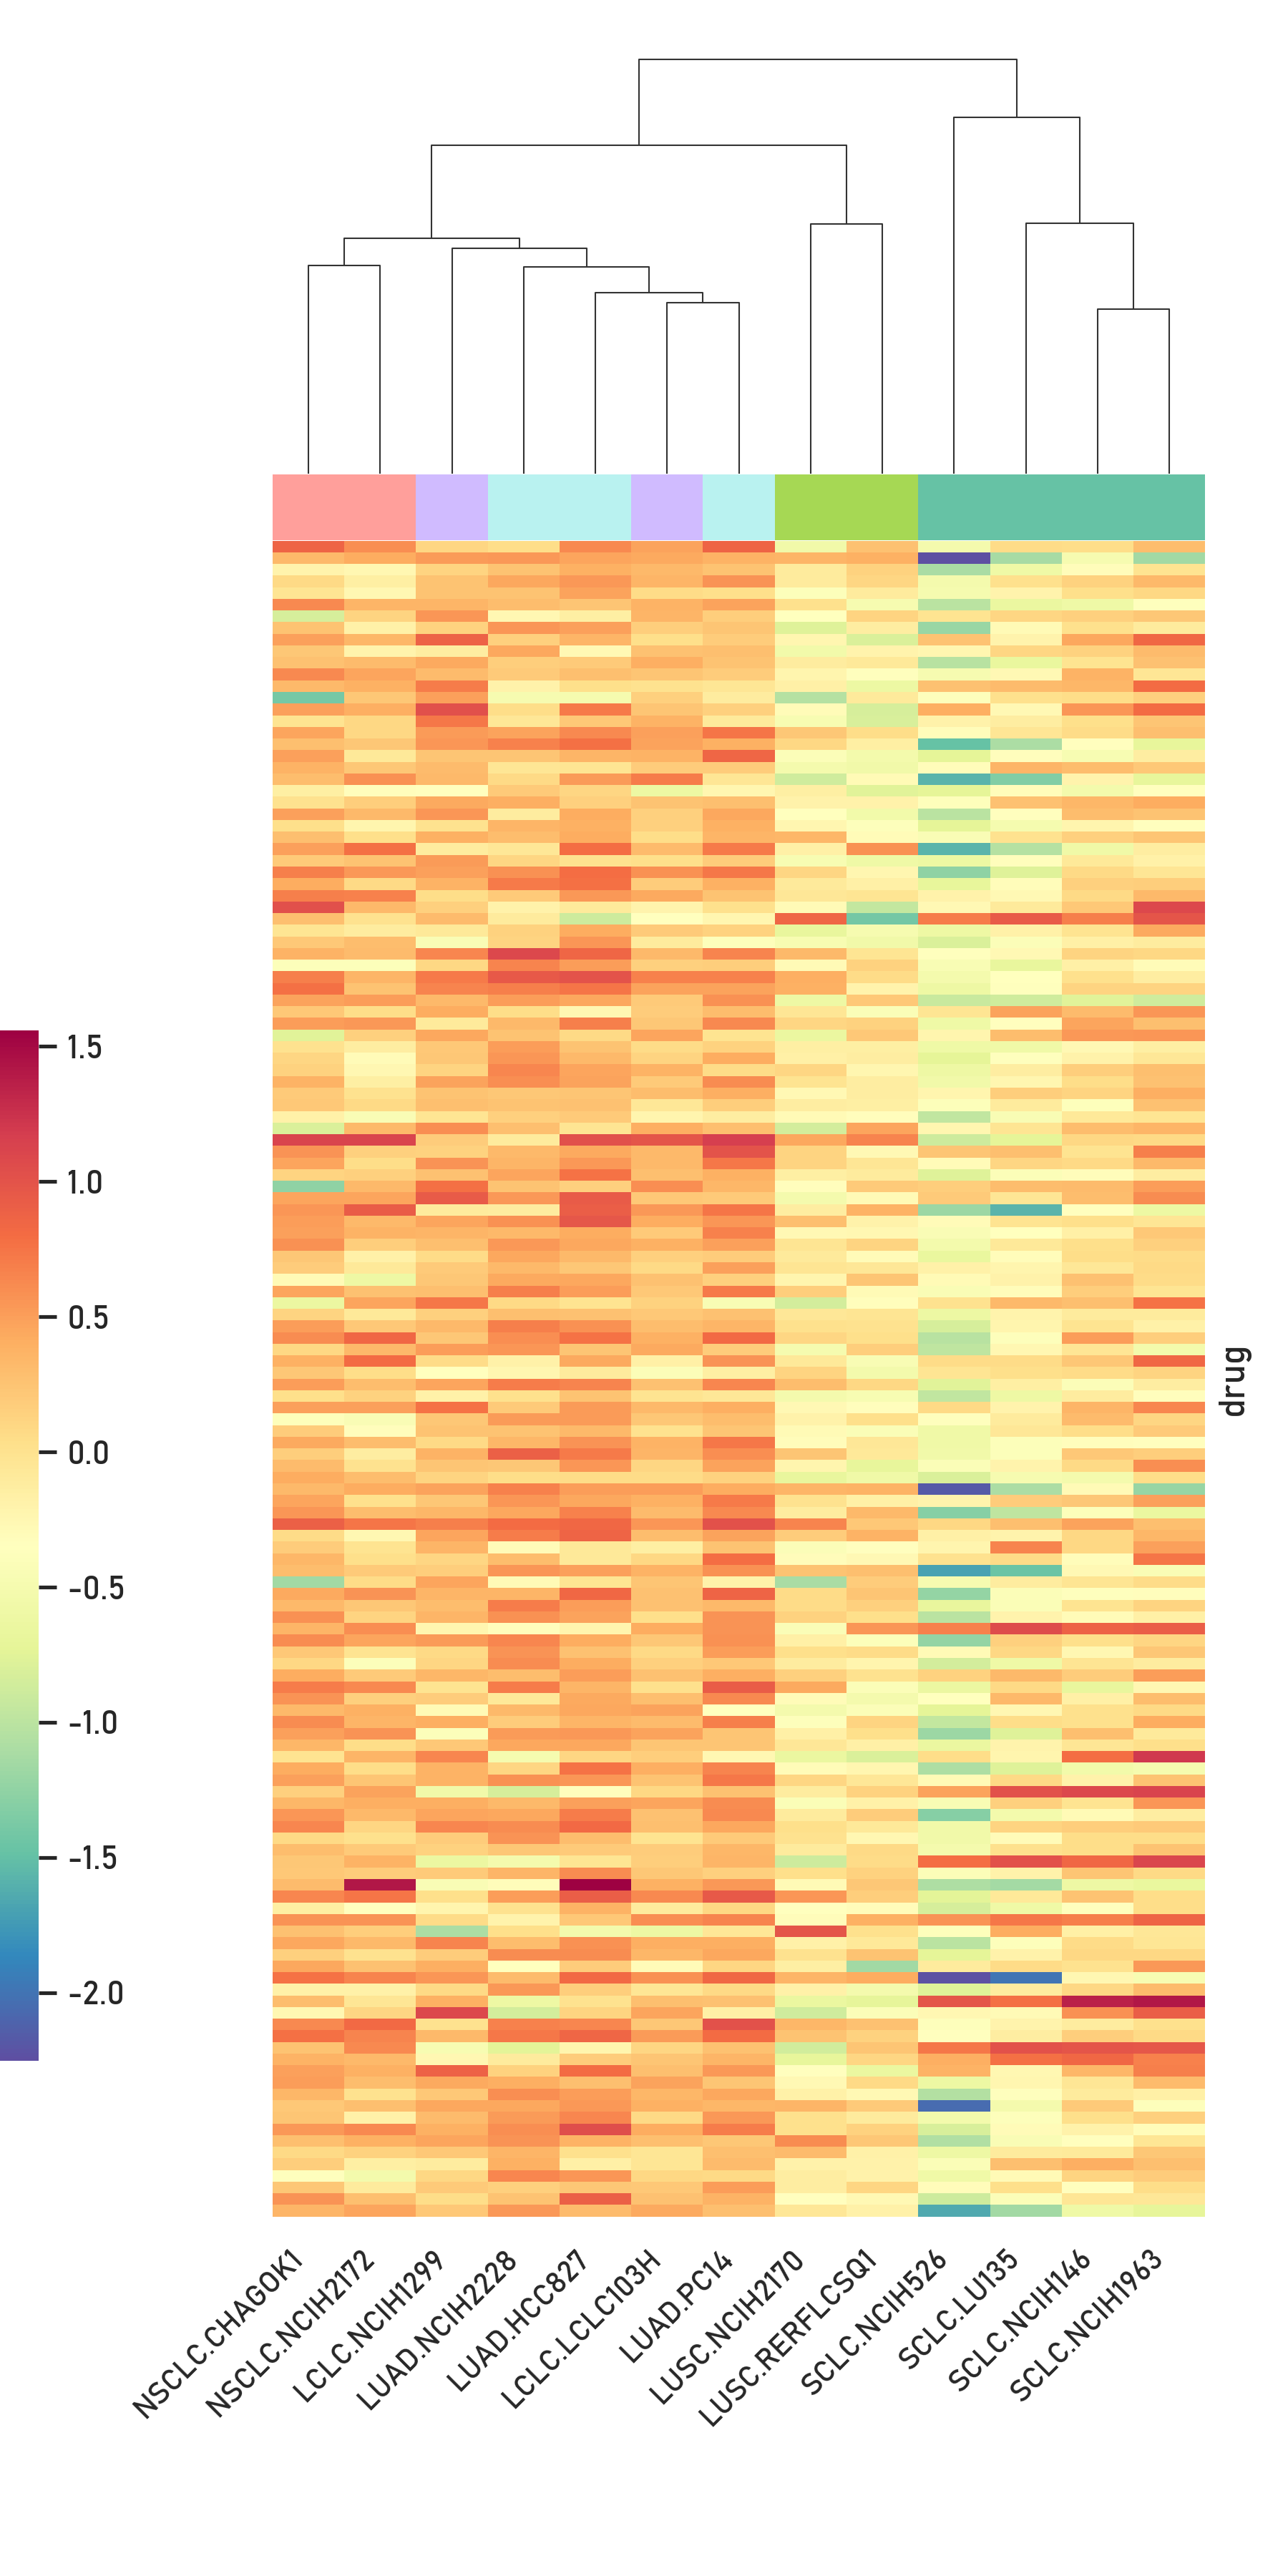 1.5
1.0
0.5
0.0
-0.5
-1.0
-1.5
-2.0
drug
NSCLC.CHAGOK1
NSCLC.NCIH2172
LCLC.NCIH1299
LUAD.NCIH2228
LUAD.HCC827
LCLC.LCLC103H
LUAD.PC14
LUSC.NCIH2170
LUSC.RERFLCSQ1
SCLC.NCIH526
SCLC.LU135
SCLC.NCIH146
SCLC.NCIH1963